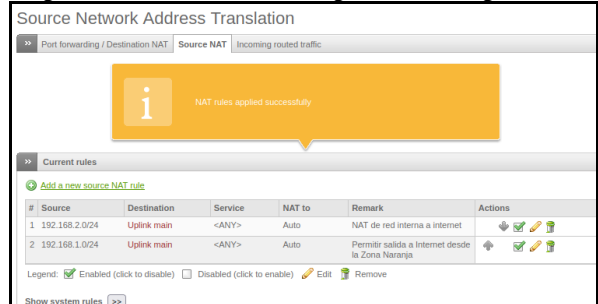 Source Network Address Translation
>> Port forwarding / Destination NAT Source NAT Incoming routed traffic
i
NAT rules applied successfully
>> Current rules
Add a new source NAT rule
# Source Destination Service NAT to Remark Actions
1 192.168.2.0/24 Uplink main <ANY> Auto NAT de red interna a internet
2 192.168.1.0/24 Uplink main <ANY> Auto Permitir salida a Internet desde
la Zona Naranja
Legend: Enabled (click to disable) Disabled (click to enable) Edit Remove
Show system rules >>